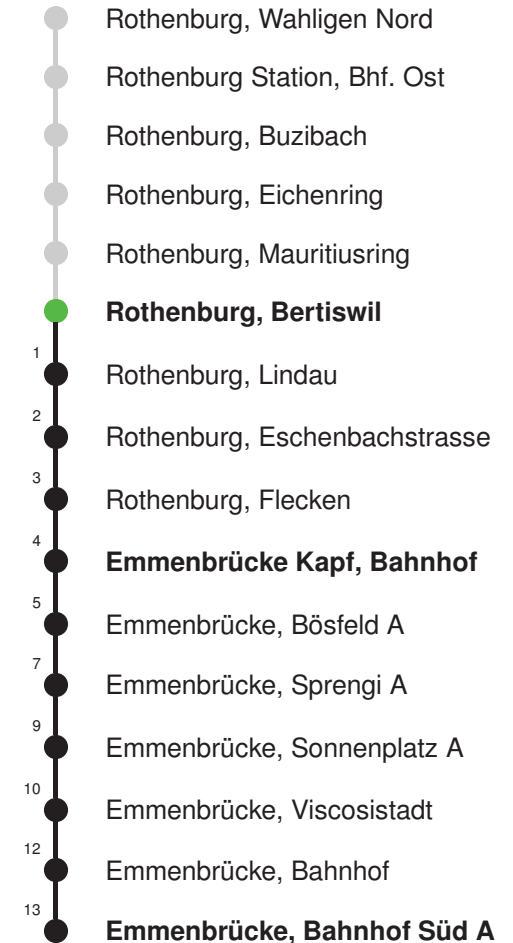 Rothenburg, Wahligen Nord
Rothenburg Station, Bhf. Ost
Rothenburg, Buzibach
Rothenburg, Eichenring
Rothenburg, Mauritiusring
Rothenburg, Bertiswil
1 Rothenburg, Lindau
2 Rothenburg, Eschenbachstrasse
3 Rothenburg, Flecken
4 Emmenbrücke Kapf, Bahnhof
5 Emmenbrücke, Bösfeld A
7 Emmenbrücke, Sprengi A
9 Emmenbrücke, Sonnenplatz A
10 Emmenbrücke, Viscosistadt
12 Emmenbrücke, Bahnhof
13 Emmenbrücke, Bahnhof Süd A